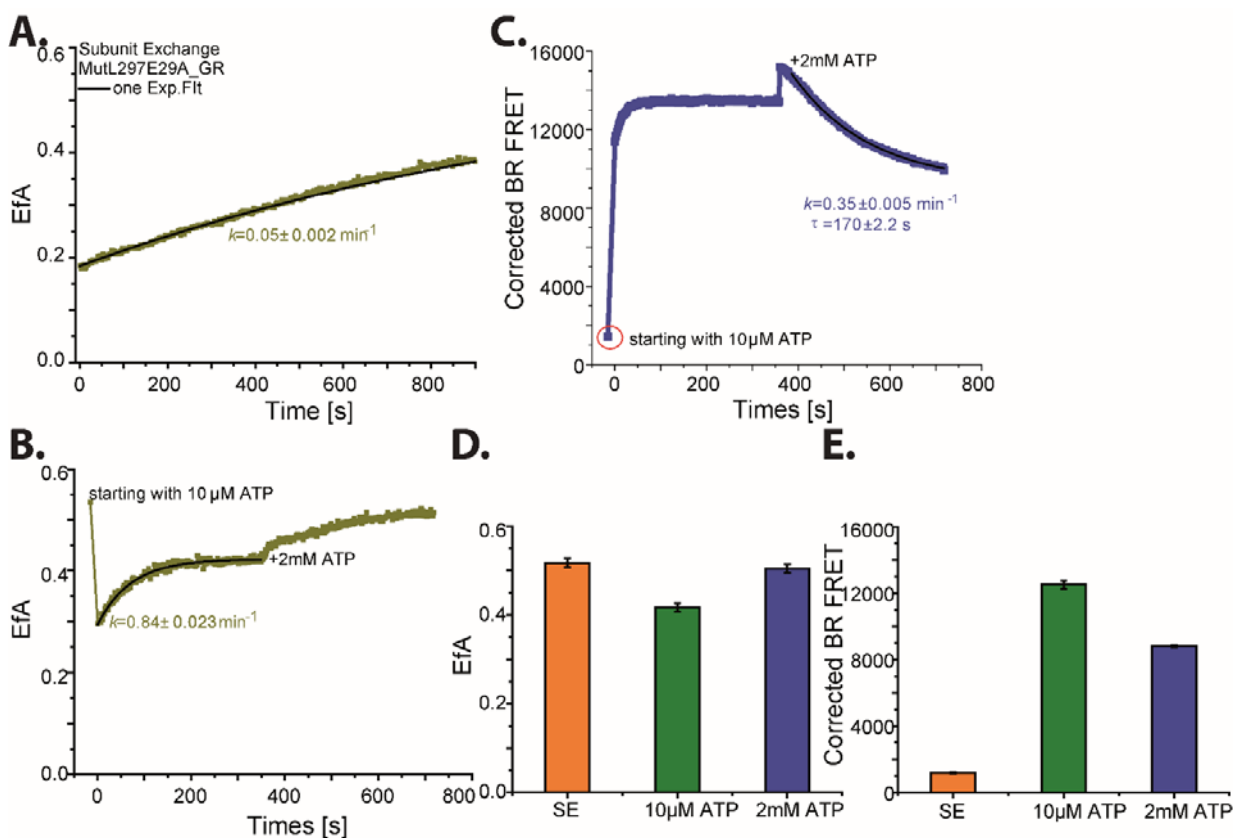 A.
Subunit Exchange
MutL297E29A_GR
one Exp.FIt
0.6
0.4
0.2
0.0
EfA
k=0.05±0.002 min-1
0
200
400
600
800
Time [s]
B.
0.6
0.4
0.2
0.0
EfA
starting with 10 µM ATP
+2mM ATP
k=0.84±0.023min-1
0
200
400
600
800
Times [s]
C.
16000
12000
8000
4000
0
Corrected BR FRET
+2mM ATP
k=0.35±0.005 min-1
τ=170±2.2 s
starting with 10µM ATP
0
200
400
600
800
Times [s]
D.
0.6
0.4
0.2
0.0
EfA
SE
10µM ATP
2mM ATP
E.
16000
12000
8000
4000
0
Corrected BR FRET
SE
10µM ATP
2mM ATP